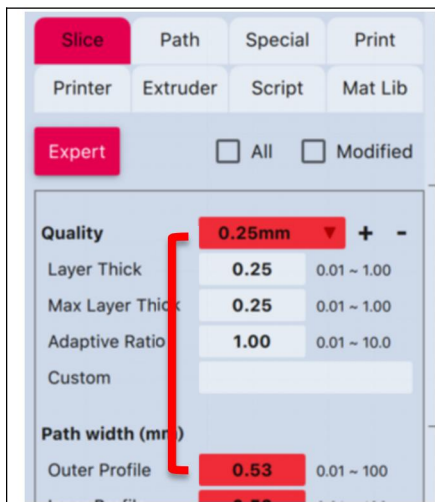 Slice Path Special Print
Printer Extruder Script Mat Lib
Expert All Modified
Quality 0.25mm + -
Layer Thick 0.25 0.01 ~ 1.00
Max Layer Thick 0.25 0.01 ~ 1.00
Adaptive Ratio 1.00 0.01 ~ 10.0
Custom
Path width (mm)
Outer Profile 0.53 0.01 ~ 100